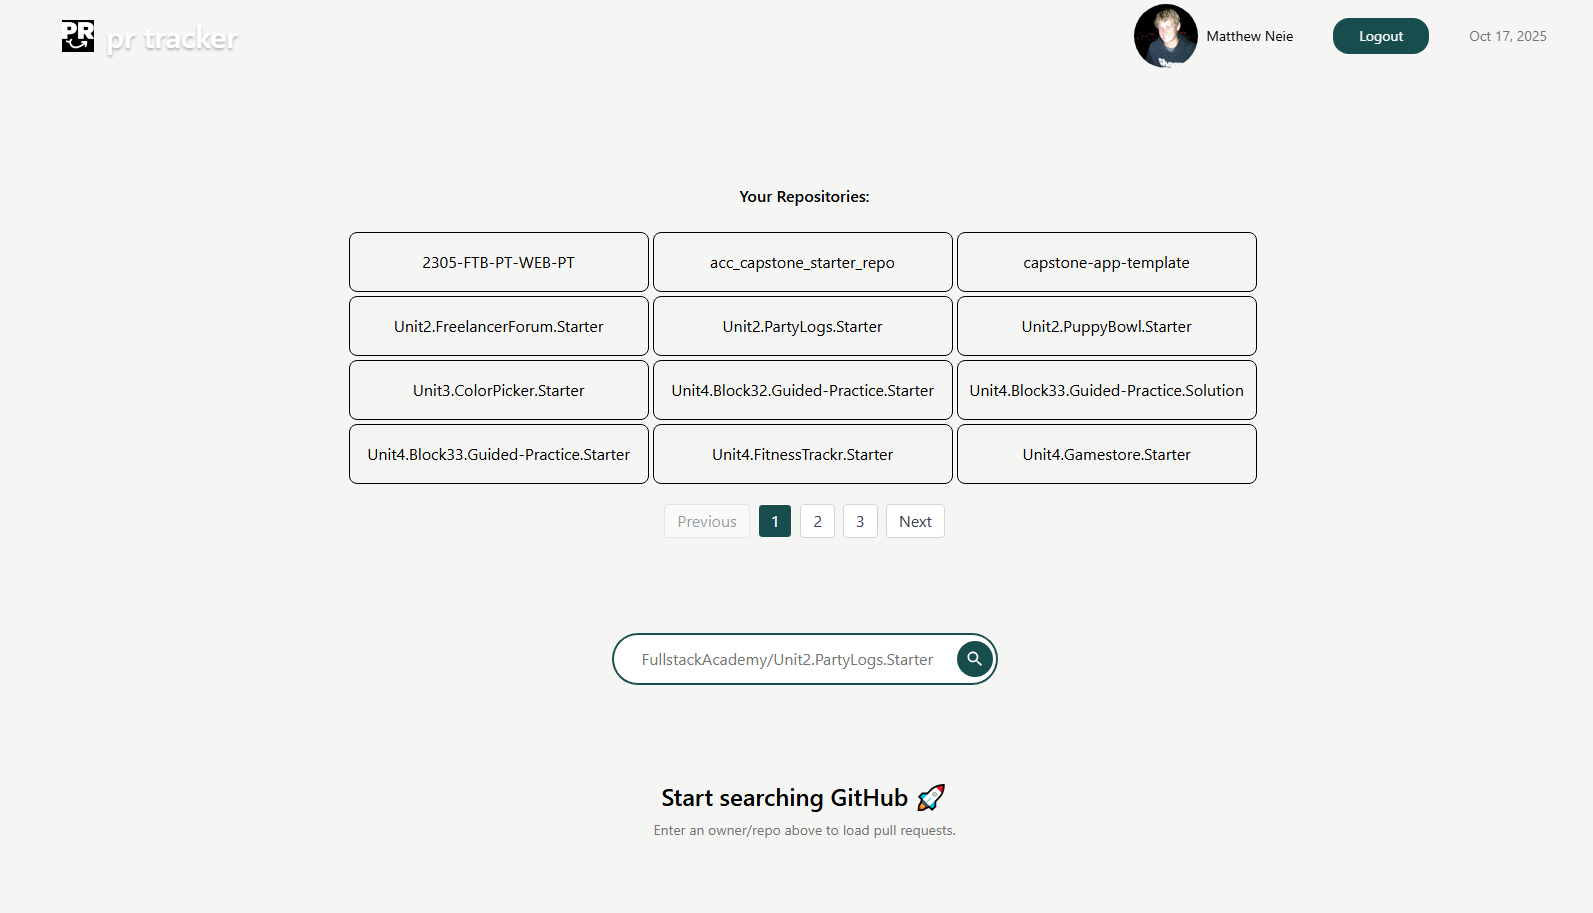 PR pr tracker
Matthew Neie Logout Oct 17, 2025
Your Repositories:
2305-FTB-PT-WEB-PT acc_capstone_starter_repo capstone-app-template
Unit2.FreelancerForum.Starter Unit2.PartyLogs.Starter Unit2.PuppyBowl.Starter
Unit3.ColorPicker.Starter Unit4.Block32.Guided-Practice.Starter Unit4.Block33.Guided-Practice.Solution
Unit4.Block33.Guided-Practice.Starter Unit4.FitnessTrackr.Starter Unit4.Gamestore.Starter
Previous 1 2 3 Next
FullstackAcademy/Unit2.PartyLogs.Starter
Start searching GitHub 🚀
Enter an owner/repo above to load pull requests.